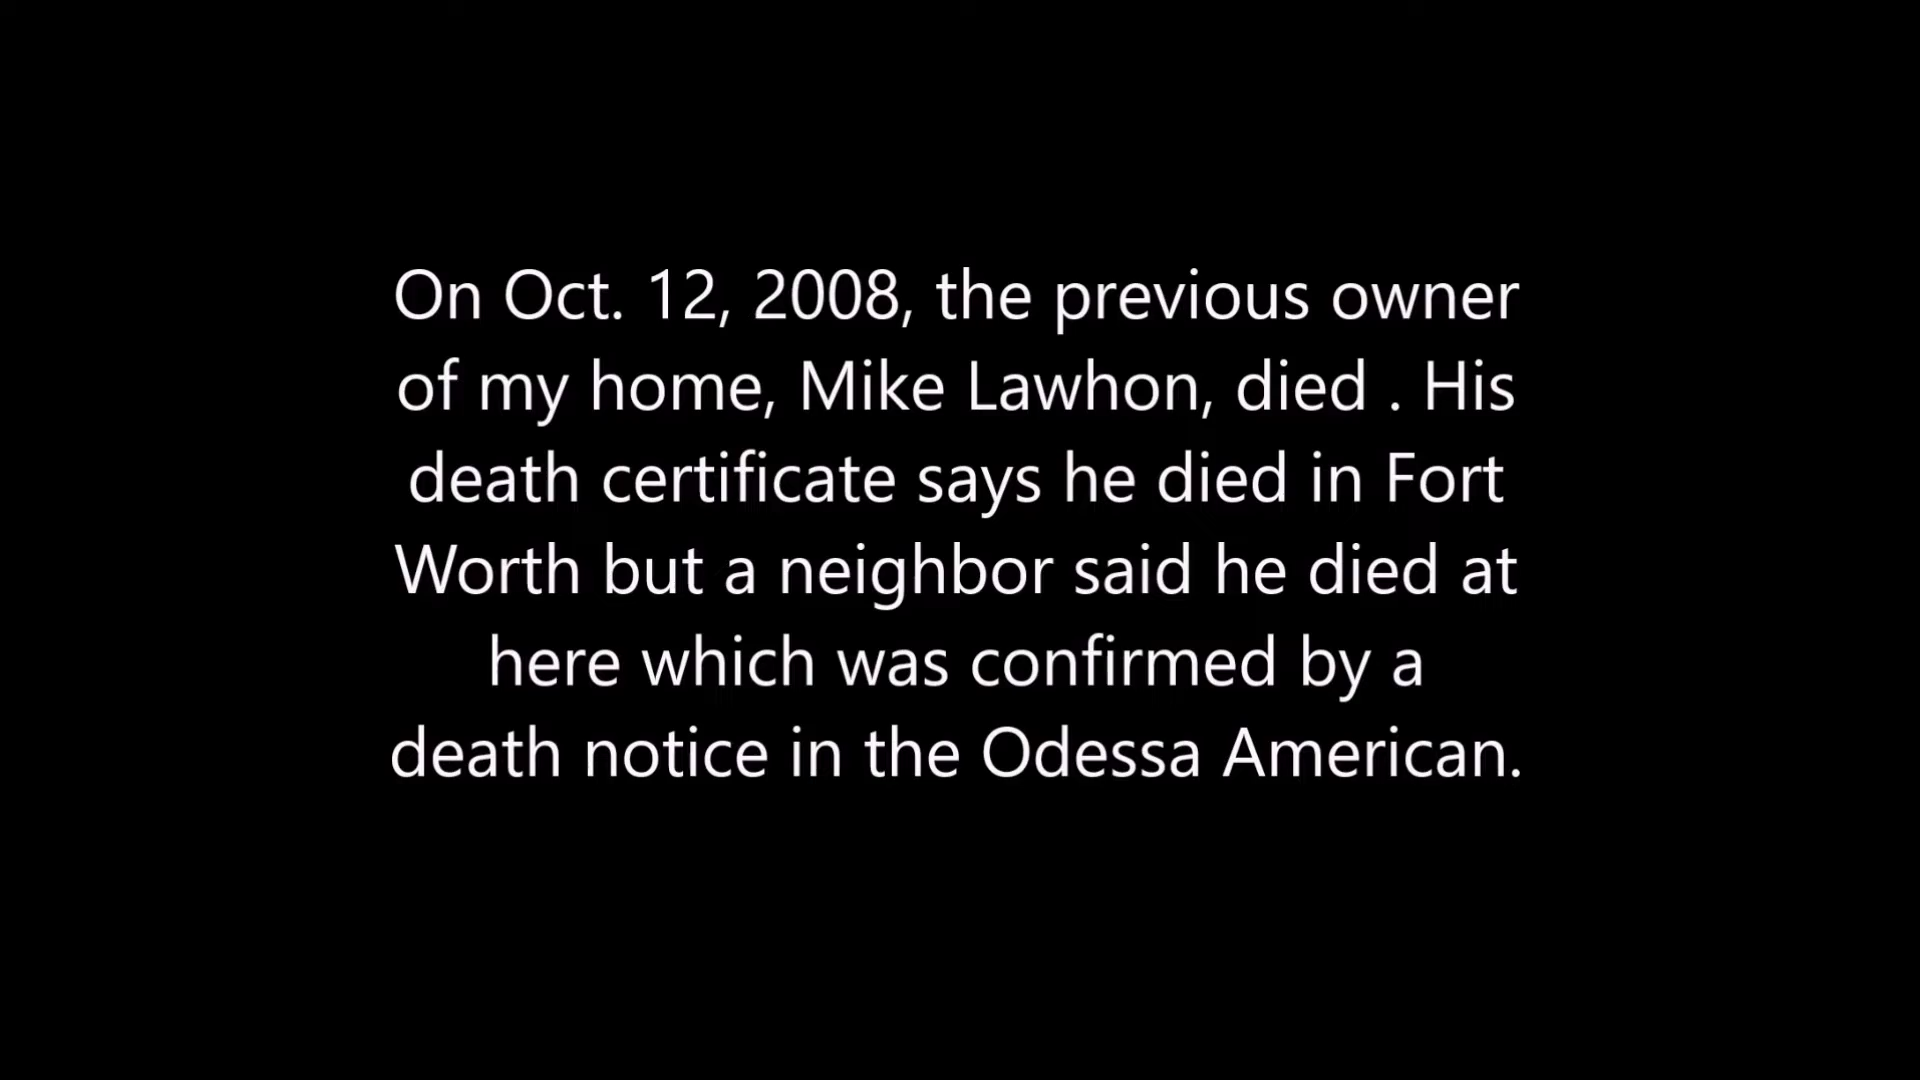 On Oct. 12, 2008, the previous owner
of my home, Mike Lawhon, died . His
death certificate says he died in Fort
Worth but a neighbor said he died at
here which was confirmed by a
death notice in the Odessa American.